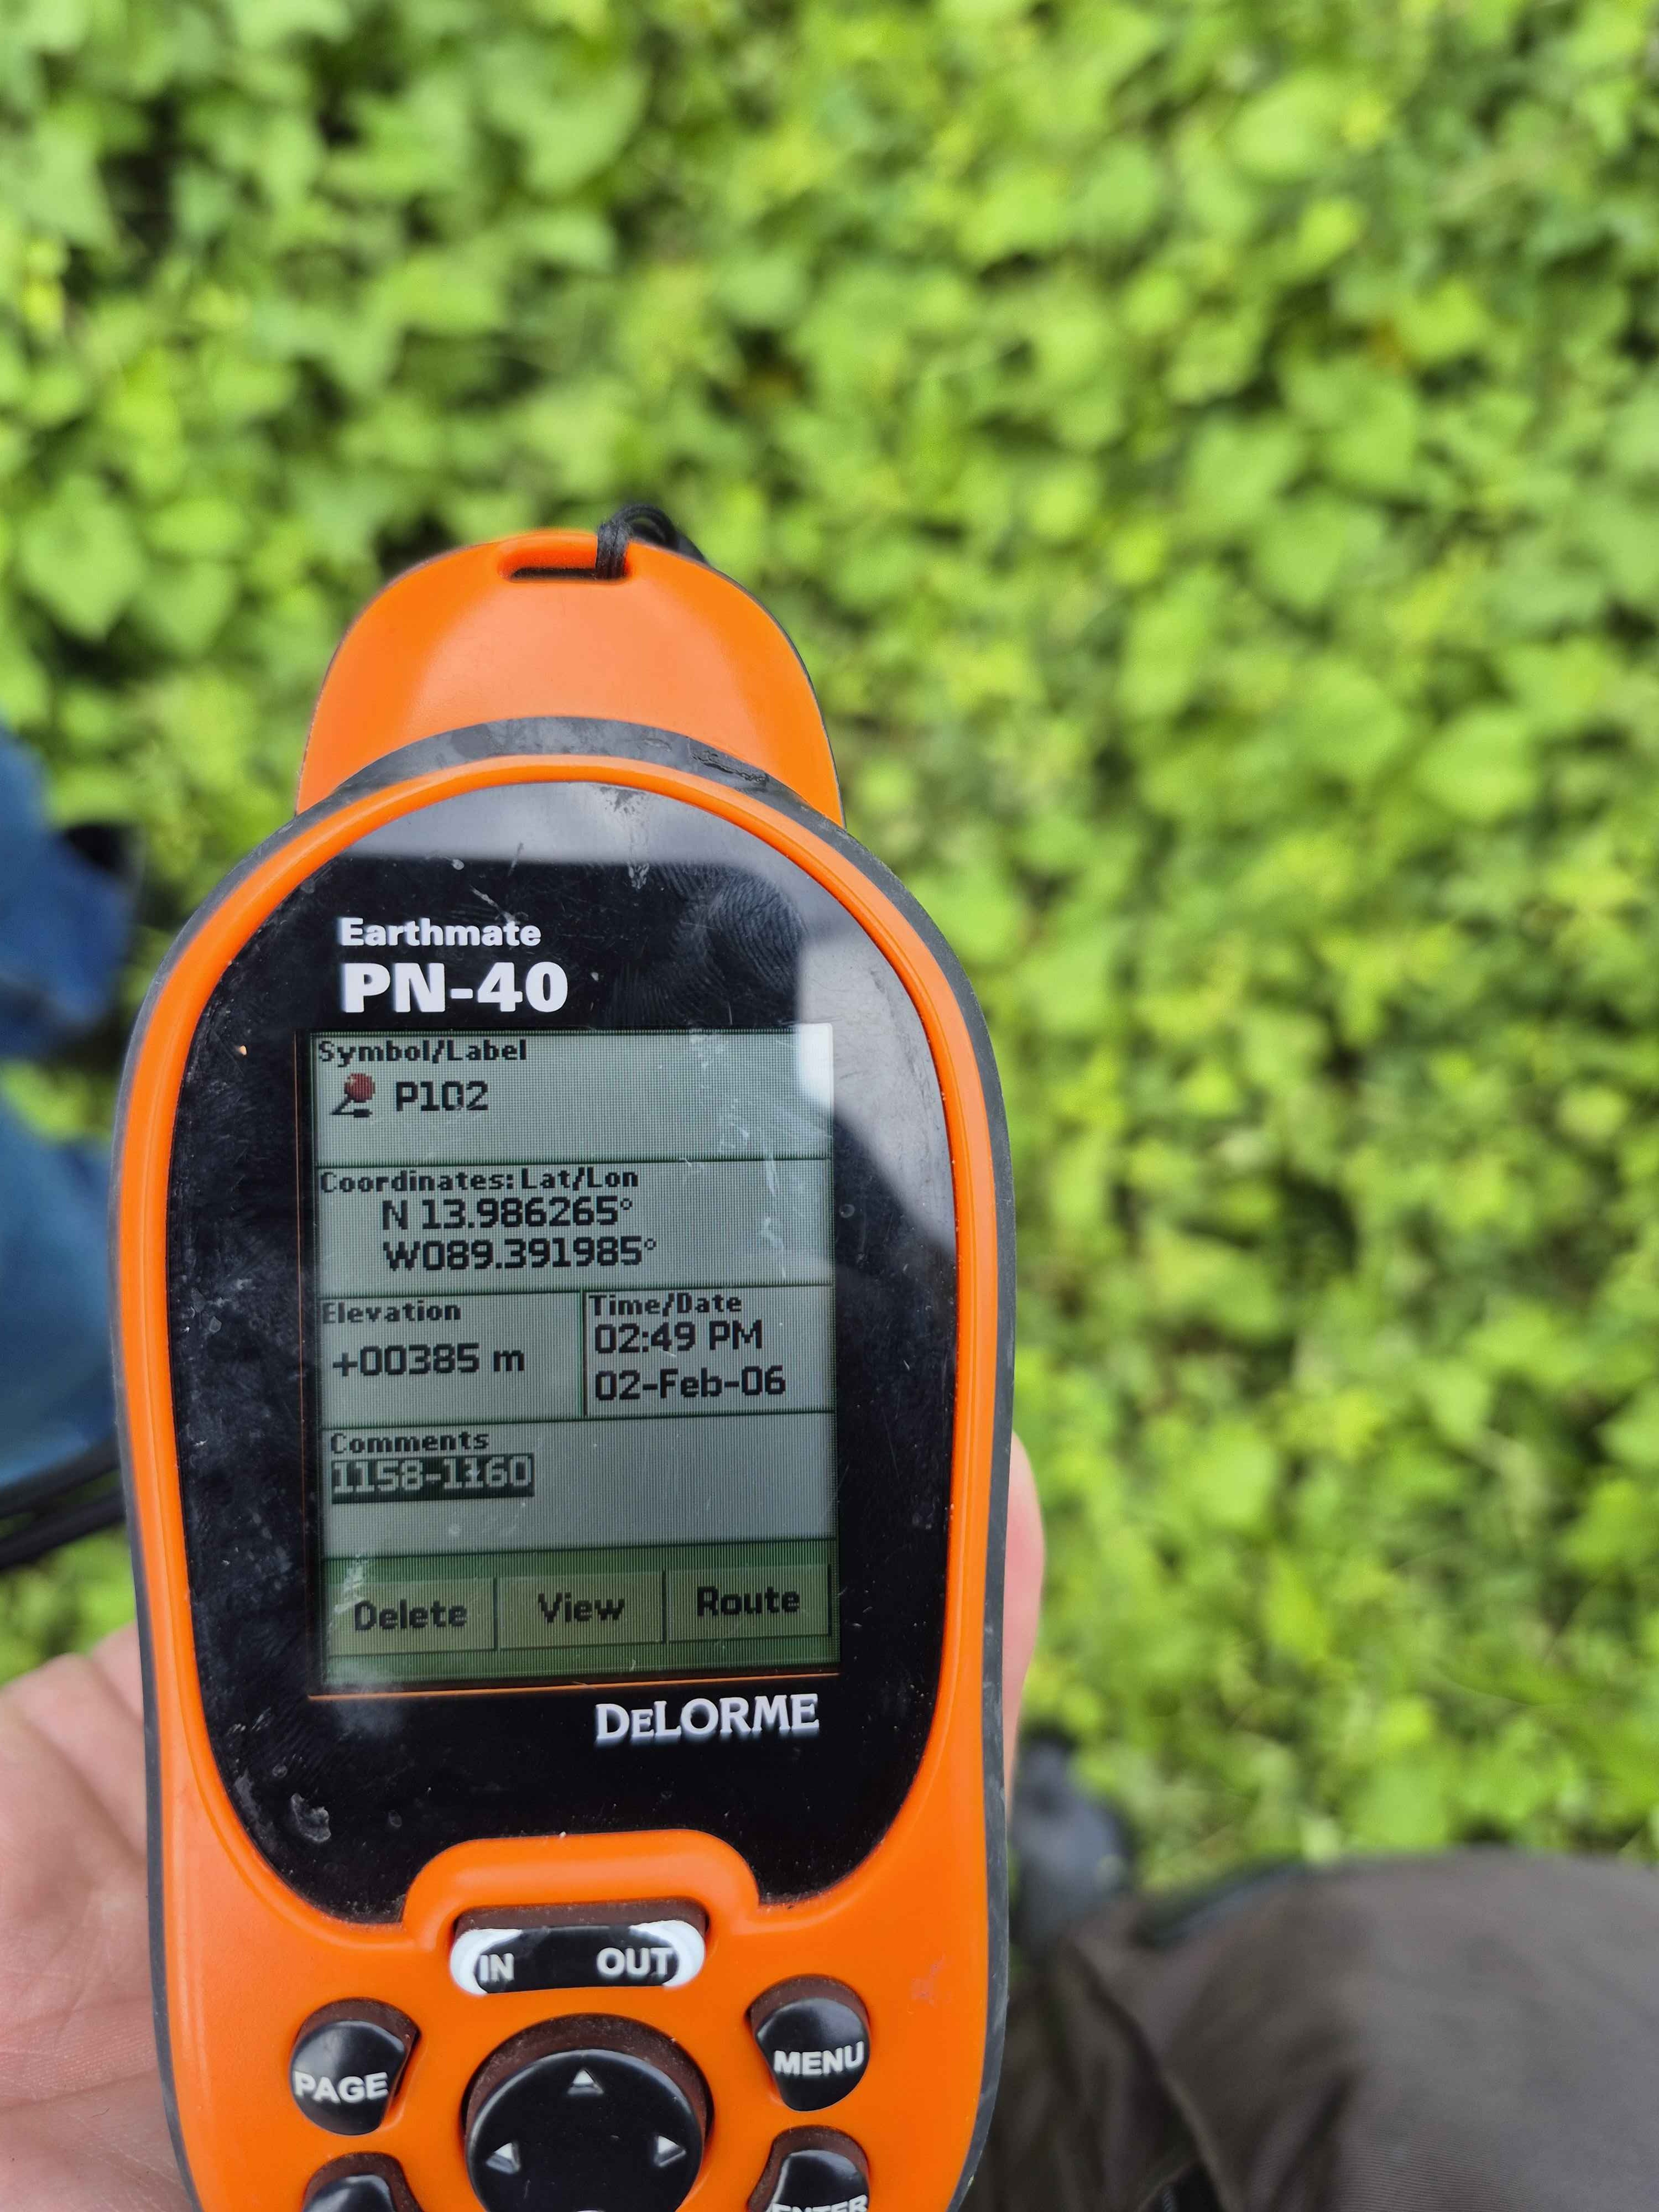 Earthmate
PN-40
Symbol/Label
P102
Coordinates: Lat/Lon
N 13.986265°
W089.391985°
Elevation
+00385 m
Time/Date
02:49 PM
02-Feb-06
Comments
1158-1160
Delete View Route
DELORME
IN OUT
PAGE MENU
ENTER